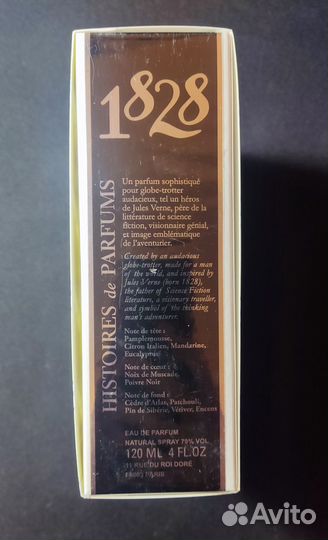 1828
HISTOIRES de PARFUMS
Un parfum sophistiqué
pour globe-trotter
audacieux, tel un héros
de Jules Verne, père de la
littérature de science
fiction, visionnaire génial,
et image emblématique
de l'aventurier.
Created by an audacious
globe-trotter, made for a man
of the world, and inspired by
Jules Verne (born 1828),
the father of Science Fiction
literature, a visionary traveller,
and symbol of the thinking
man's adventurer.
Note de tête :
Pamplemousse,
Citron Italien, Mandarine,
Eucalyptus
Note de cœur :
Noix de Muscade,
Poivre Noir
Note de fond :
Cèdre d'Atlas, Patchouli,
Pin de Sibérie, Vétiver, Encens
EAU DE PARFUM
NATURAL SPRAY 79% VOL.
120 ML 4 FL.OZ
11 RUE DU ROI DORÉ
75003 PARIS
Avito